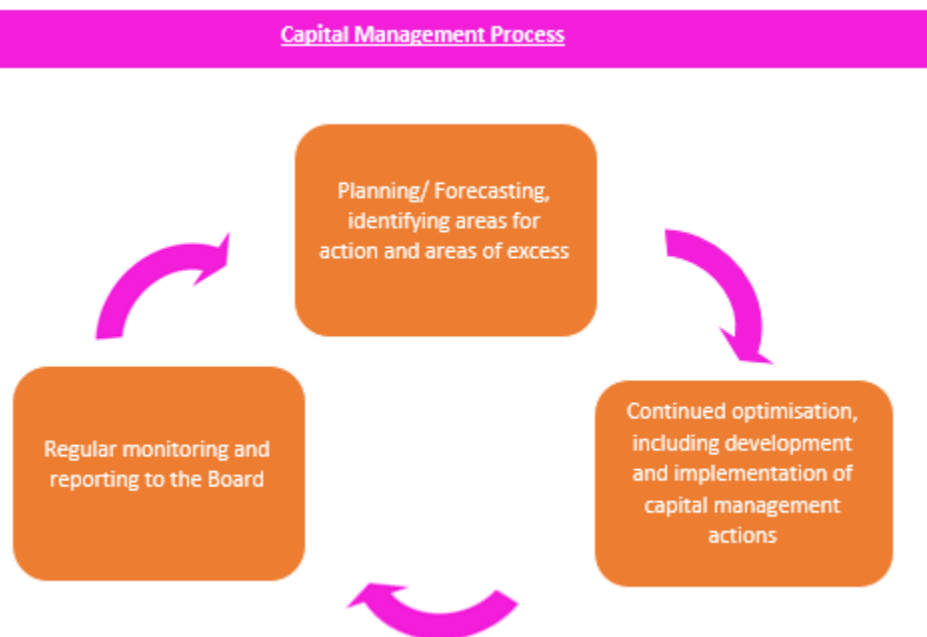 Capital Management Process
Planning/ Forecasting,
identifying areas for
action and areas of excess
Continued optimisation,
including development
and implementation of
capital management
actions
Regular monitoring and
reporting to the Board